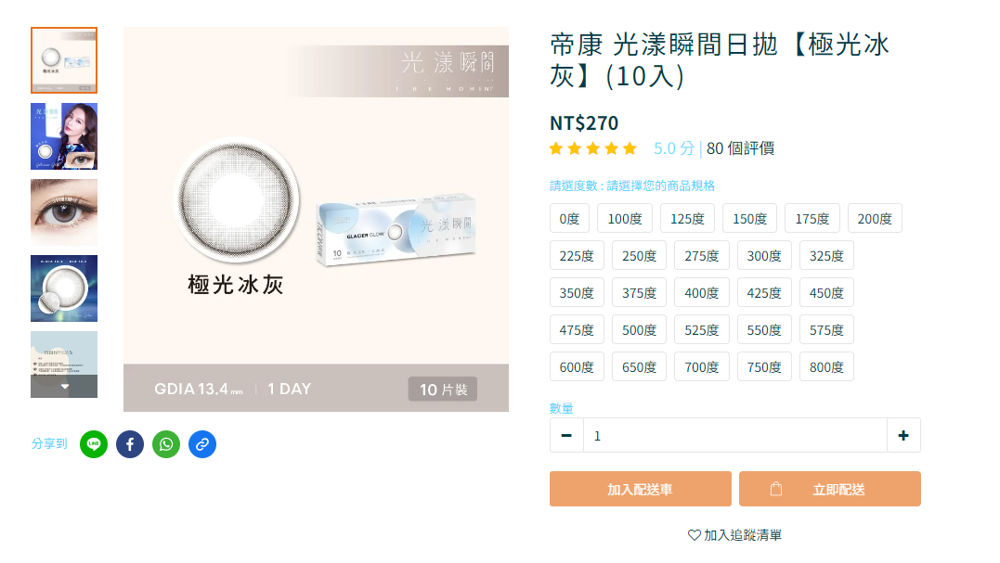 帝康 光漾瞬間日拋【極光冰
灰】(10入)
NT$270
5.0 分 | 80 個評價
請選度數 : 請選擇您的商品規格
0度 100度 125度 150度 175度 200度
225度 250度 275度 300度 325度
350度 375度 400度 425度 450度
475度 500度 525度 550度 575度
600度 650度 700度 750度 800度
數量
1
加入配送車 立即配送
加入追蹤清單
光漾瞬間
THE MOMENT
GLACIER GLOW
光漾瞬間
10
極光冰灰
GDIA 13.4mm | 1 DAY
10 片裝
極光冰灰
分享到
LINE